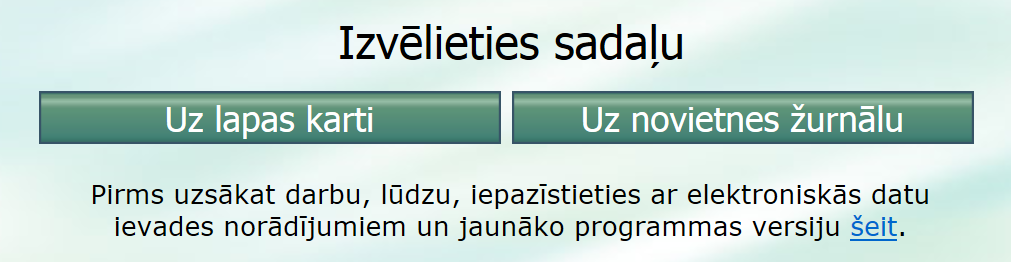 Izvēlieties sadaļu
Uz lapas karti
Uz novietnes žurnālu
Pirms uzsākat darbu, lūdzu, iepazīstieties ar elektroniskās datu
ievades norādījumiem un jaunāko programmas versiju šeit.